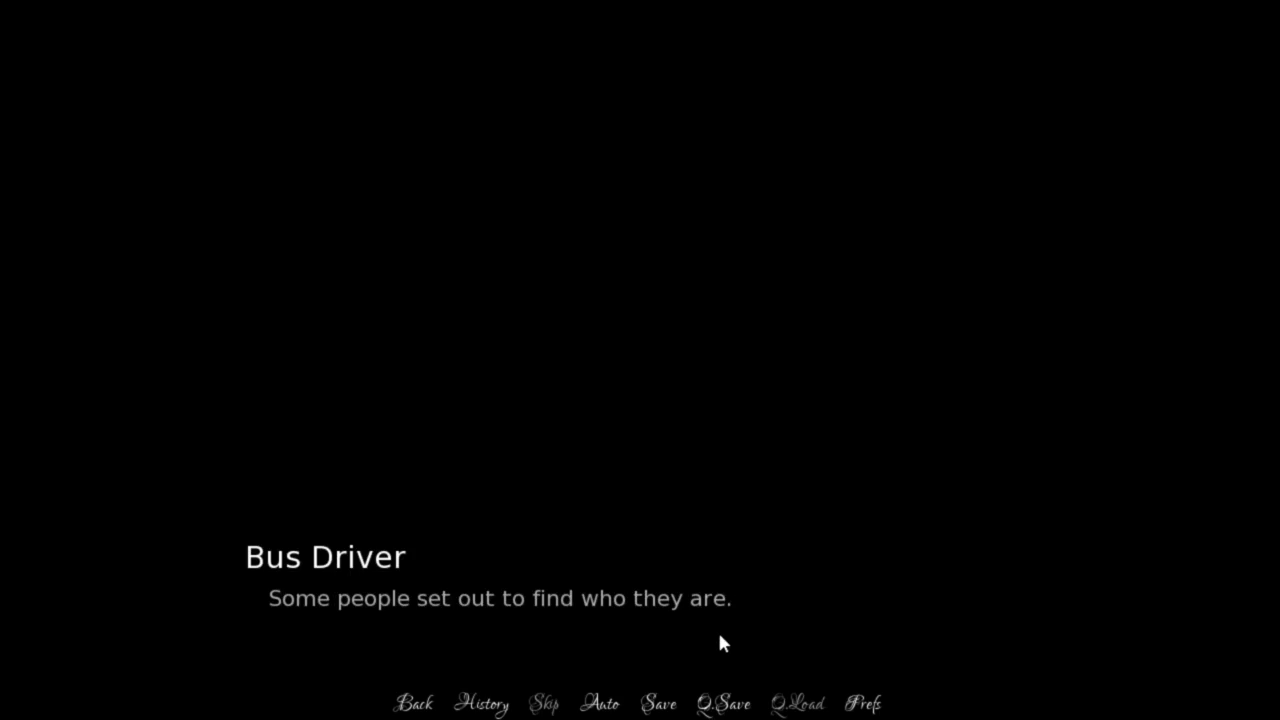 Bus Driver
Some people set out to find who they are.
Back History Skip Auto Save Q.Save Q.Load Prefs